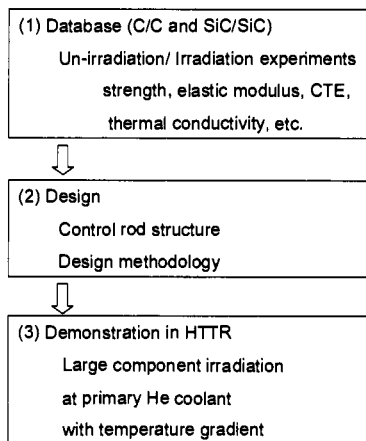 (1) Database (C/C and SiC/SiC)
Un-irradiation/ Irradiation experiments
strength, elastic modulus, CTE,
thermal conductivity, etc.
(2) Design
Control rod structure
Design methodology
(3) Demonstration in HTTR
Large component irradiation
at primary He coolant
with temperature gradient